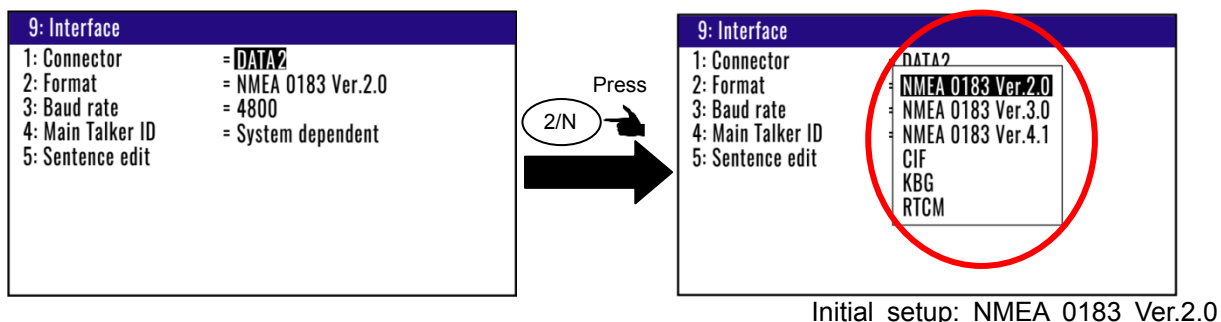 9: Interface
1: Connector = DATA2
2: Format = NMEA 0183 Ver.2.0
3: Baud rate = 4800
4: Main Talker ID = System dependent
5: Sentence edit
Press
2/N
9: Interface
1: Connector = DATA2
2: Format = NMEA 0183 Ver.2.0
3: Baud rate = NMEA 0183 Ver.3.0
4: Main Talker ID = NMEA 0183 Ver.4.1
5: Sentence edit CIF
KBG
RTCM
Initial setup: NMEA 0183 Ver.2.0